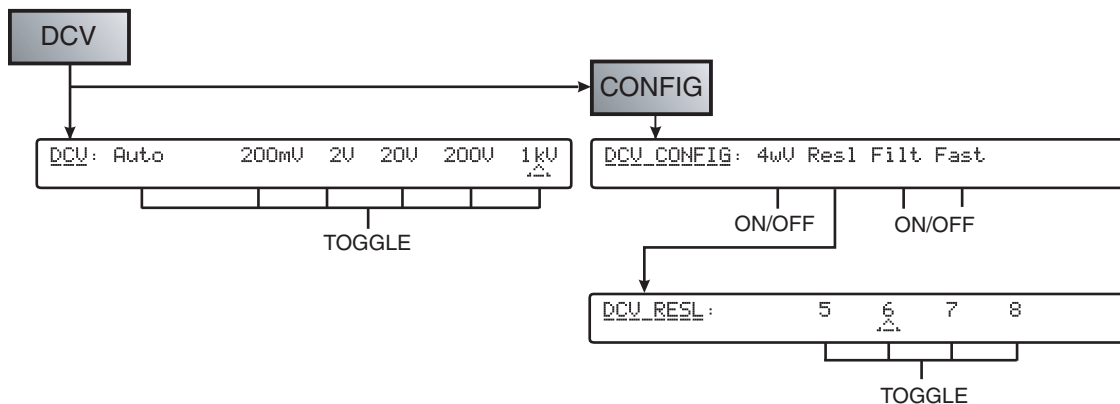 DCV
CONFIG
DCV: Auto 200mV 2V 20V 200V 1kV
TOGGLE
DCV CONFIG: 4wV Resl Filt Fast
ON/OFF ON/OFF
DCV RESL: 5 6 7 8
TOGGLE